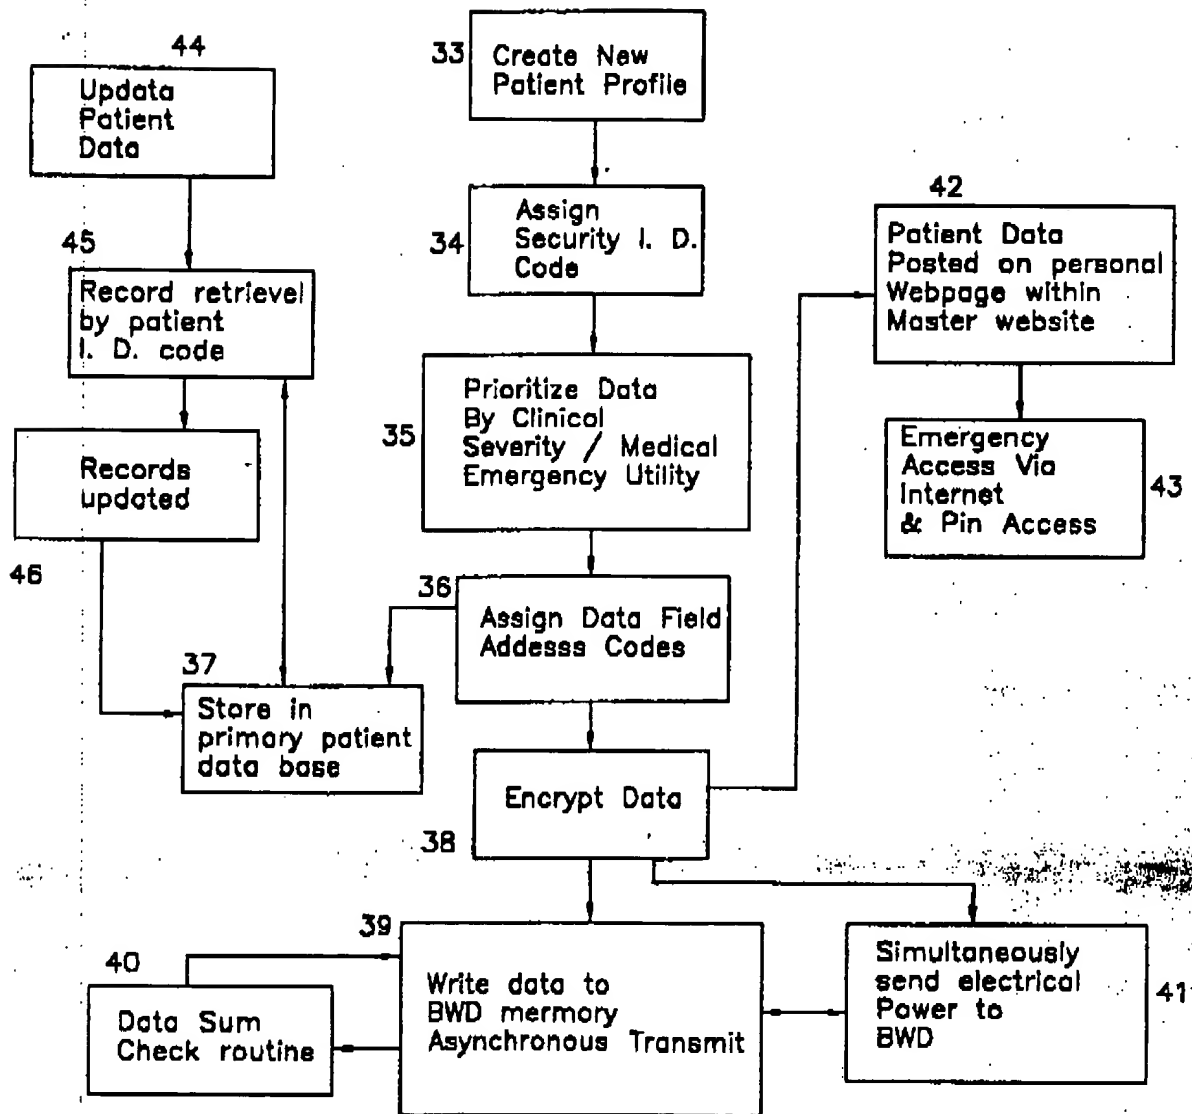 44
Updata
Patient
Data
33
Create New
Patient Profile
34
Assign
Security I. D.
Code
42
Patient Data
Posted on personal
Webpage within
Master website
45
Record retrievel
by patient
I. D. code
35
Prioritize Data
By Clinical
Severity / Medical
Emergency Utility
Emergency
Access Via
Internet
& Pin Access
43
Records
updated
46
36
Assign Data Field
Addesss Codes
37
Store in
primary patient
data base
Encrypt Data
38
39
Write data to
BWD mermory
Asynchronous Transmit
40
Data Sum
Check routine
Simultaneously
send electrical
Power to
BWD
41